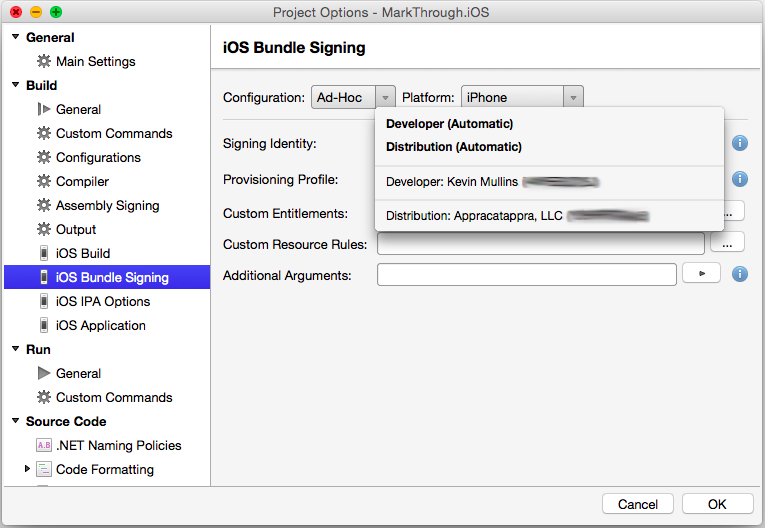 Project Options - MarkThrough.iOS
General
Main Settings
Build
General
Custom Commands
Configurations
Compiler
Assembly Signing
Output
iOS Build
iOS Bundle Signing
iOS IPA Options
iOS Application
Run
General
Custom Commands
Source Code
A.S .NET Naming Policies
Code Formatting
iOS Bundle Signing
Configuration: Ad-Hoc Platform: iPhone
Signing Identity:
Provisioning Profile:
Custom Entitlements: ...
Custom Resource Rules: ...
Additional Arguments:
Developer (Automatic)
Distribution (Automatic)
Developer: Kevin Mullins
Distribution: Appracatappra, LLC
Cancel OK